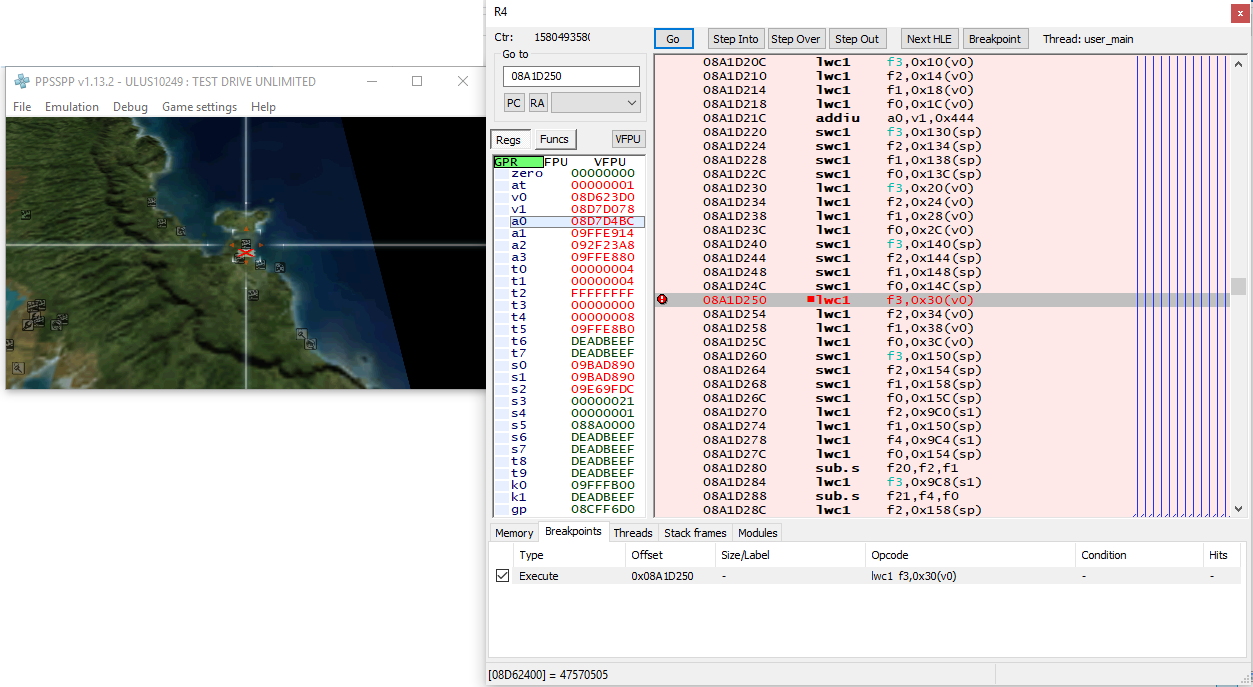 PPSSPP v1.13.2 - ULUS10249 : TEST DRIVE UNLIMITED
File Emulation Debug Game settings Help
R4
Ctr: 1580493580
Go Step Into Step Over Step Out Next HLE Breakpoint Thread: user_main
Go to
08A1D250
PC RA
Regs Funcs VFPU
GPR FPU VFPU
zero 00000000
at 00000001
v0 08D623D0
v1 08D7D078
a0 08D7D4BC
a1 09FFE914
a2 092F23A8
a3 09FFE880
t0 00000004
t1 00000004
t2 FFFFFFFF
t3 00000000
t4 00000008
t5 09FFE8B0
t6 DEADBEEF
t7 DEADBEEF
s0 09BAD890
s1 09BAD890
s2 09E69FDC
s3 00000021
s4 00000001
s5 088A0000
s6 DEADBEEF
s7 DEADBEEF
t8 DEADBEEF
t9 DEADBEEF
k0 09FFFB00
k1 DEADBEEF
gp 08CFF6D0
08A1D20C lwc1 f3,0x10(v0)
08A1D210 lwc1 f2,0x14(v0)
08A1D214 lwc1 f1,0x18(v0)
08A1D218 lwc1 f0,0x1C(v0)
08A1D21C addiu a0,v1,0x444
08A1D220 swc1 f3,0x130(sp)
08A1D224 swc1 f2,0x134(sp)
08A1D228 swc1 f1,0x138(sp)
08A1D22C swc1 f0,0x13C(sp)
08A1D230 lwc1 f3,0x20(v0)
08A1D234 lwc1 f2,0x24(v0)
08A1D238 lwc1 f1,0x28(v0)
08A1D23C lwc1 f0,0x2C(v0)
08A1D240 swc1 f3,0x140(sp)
08A1D244 swc1 f2,0x144(sp)
08A1D248 swc1 f1,0x148(sp)
08A1D24C swc1 f0,0x14C(sp)
08A1D250 lwc1 f3,0x30(v0)
08A1D254 lwc1 f2,0x34(v0)
08A1D258 lwc1 f1,0x38(v0)
08A1D25C lwc1 f0,0x3C(v0)
08A1D260 swc1 f3,0x150(sp)
08A1D264 swc1 f2,0x154(sp)
08A1D268 swc1 f1,0x158(sp)
08A1D26C swc1 f0,0x15C(sp)
08A1D270 lwc1 f2,0x9C0(s1)
08A1D274 lwc1 f1,0x150(sp)
08A1D278 lwc1 f4,0x9C4(s1)
08A1D27C lwc1 f0,0x154(sp)
08A1D280 sub.s f20,f2,f1
08A1D284 lwc1 f3,0x9C8(s1)
08A1D288 sub.s f21,f4,f0
08A1D28C lwc1 f2,0x158(sp)
Memory Breakpoints Threads Stack frames Modules
Type Offset Size/Label Opcode Condition Hits
Execute 0x08A1D250 - lwc1 f3,0x30(v0) - -
[08D62400] = 47570505